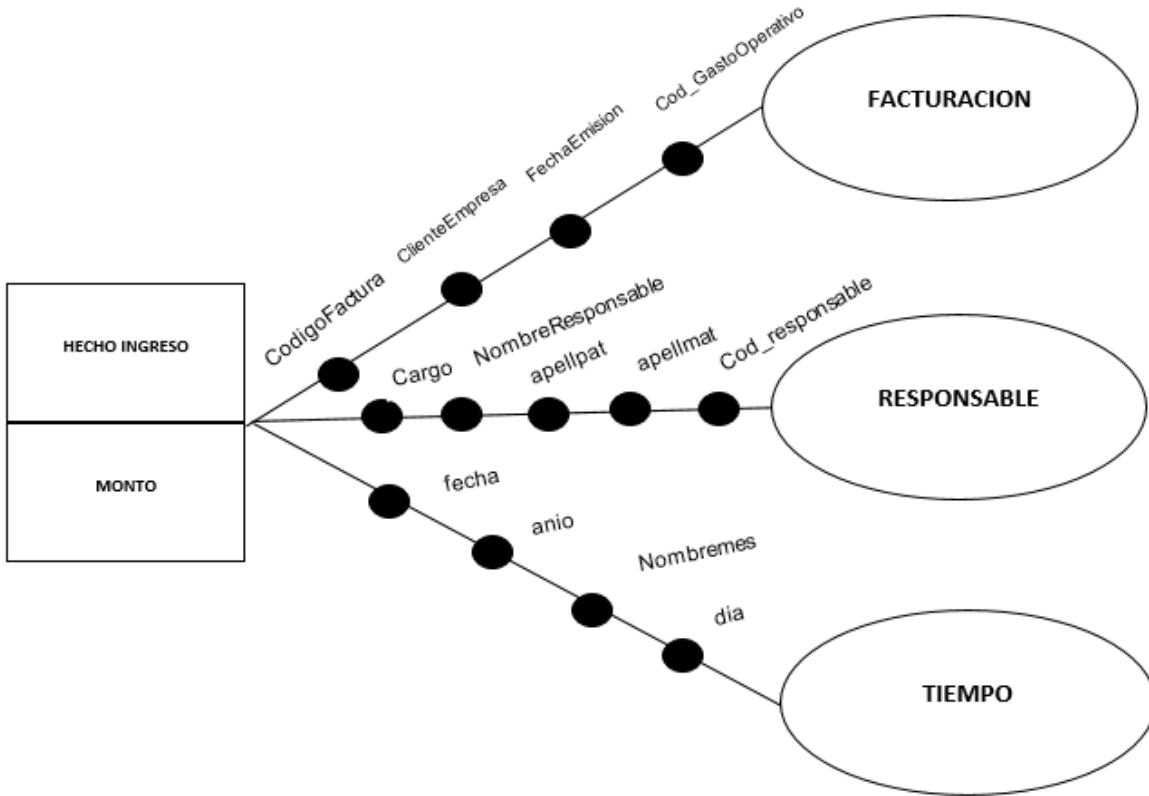 HECHO INGRESO
MONTO
CodigoFactura
ClienteEmpresa
FechaEmision
Cod_GastoOperativo
FACTURACION
Cargo
NombreResponsable
apellpat
apellmat
Cod_responsable
RESPONSABLE
fecha
anio
Nombremes
dia
TIEMPO